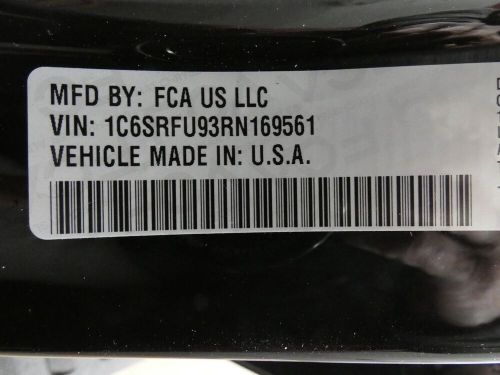 MFD BY: FCA US LLC
VIN: 1C6SRFU93RN169561
VEHICLE MADE IN: U.S.A.